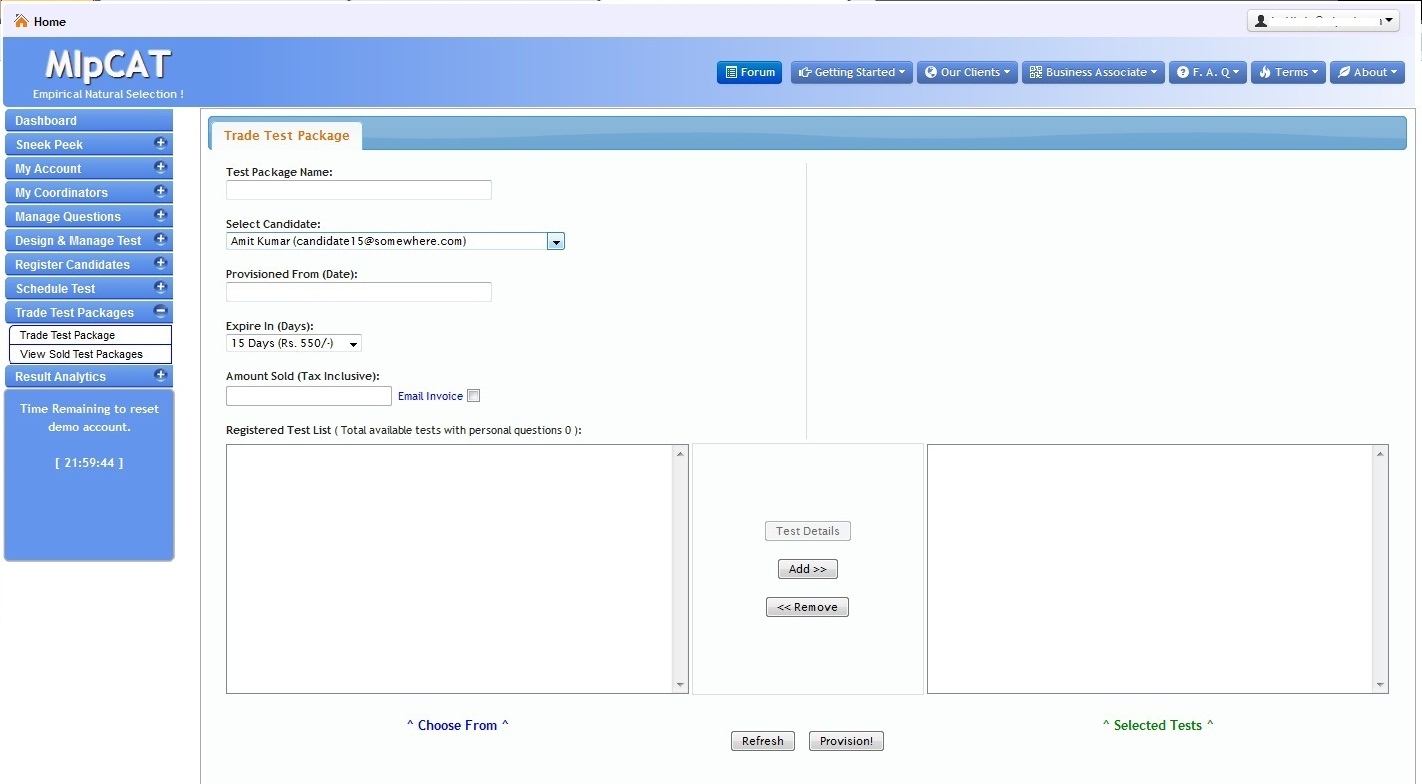 Home
MIpCAT
Empirical Natural Selection !
Forum
Getting Started
Our Clients
Business Associate
F. A. Q
Terms
About
Dashboard
Sneek Peek
My Account
My Coordinators
Manage Questions
Design & Manage Test
Register Candidates
Schedule Test
Trade Test Packages
Trade Test Package
View Sold Test Packages
Result Analytics
Time Remaining to reset
demo account.
[ 21:59:44 ]
Trade Test Package
Test Package Name:
Select Candidate:
Amit Kumar (candidate15@somewhere.com)
Provisioned From (Date):
Expire In (Days):
15 Days (Rs. 550/-)
Amount Sold (Tax Inclusive):
Email Invoice
Registered Test List ( Total available tests with personal questions 0 ):
Test Details
Add >>
<< Remove
^ Choose From ^
^ Selected Tests ^
Refresh
Provision!